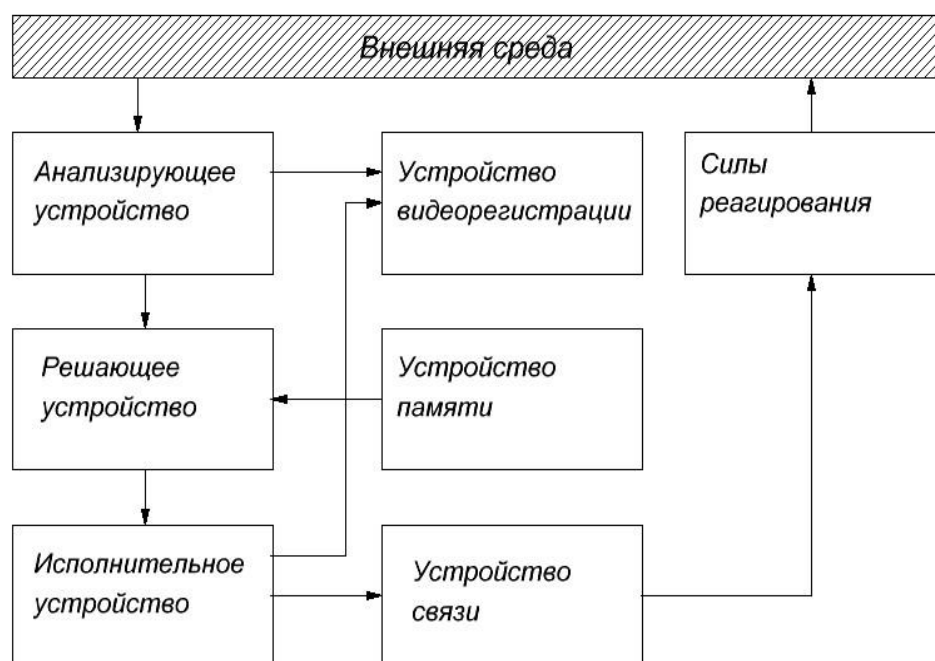 Внешняя среда
Анализирующее
устройство
Устройство
видеорегистрации
Силы
реагирования
Решающее
устройство
Устройство
памяти
Исполнительное
устройство
Устройство
связи